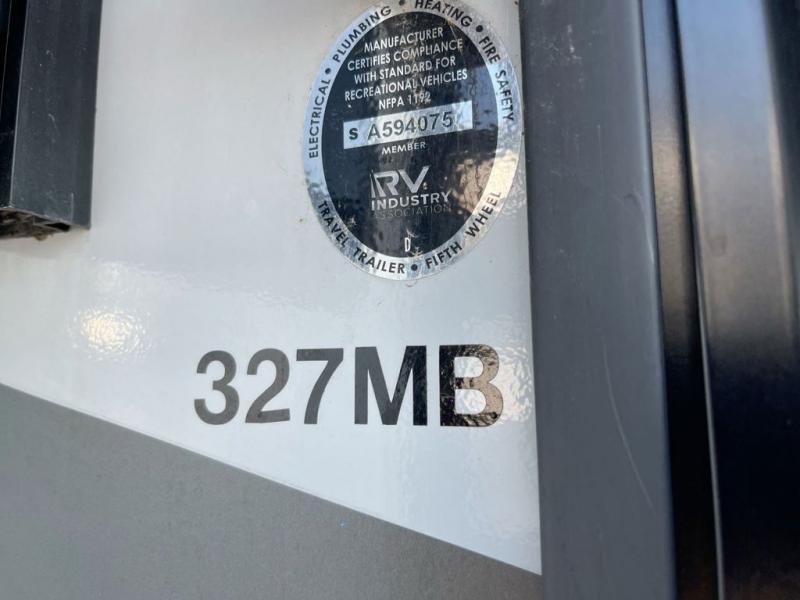 ELECTRICAL • PLUMBING • HEATING • FIRE SAFETY
MANUFACTURER
CERTIFIES COMPLIANCE
WITH STANDARD FOR
RECREATIONAL VEHICLES
NFPA 1192
S A594075
MEMBER
RV
INDUSTRY
ASSOCIATION
D
TRAVEL TRAILER • FIFTH WHEEL
327MB